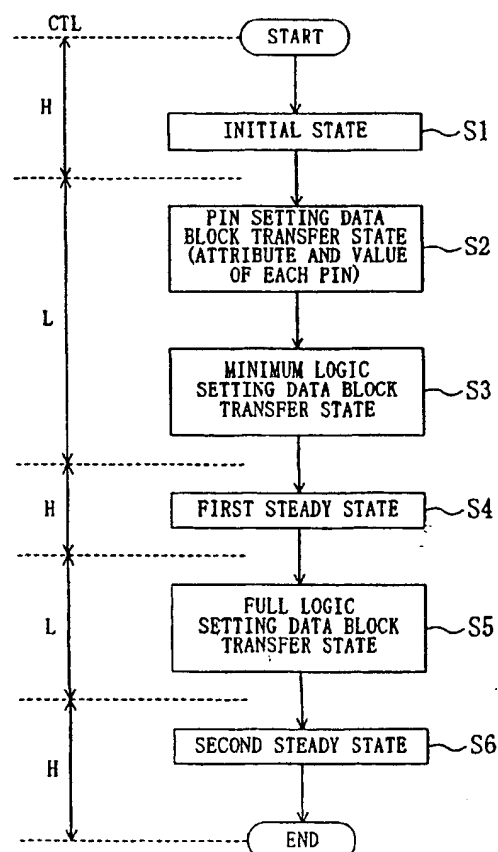 CTL
START
H
INITIAL STATE
S1
PIN SETTING DATA
BLOCK TRANSFER STATE
(ATTRIBUTE AND VALUE
OF EACH PIN)
S2
L
MINIMUM LOGIC
SETTING DATA BLOCK
TRANSFER STATE
S3
H
FIRST STEADY STATE
S4
L
FULL LOGIC
SETTING DATA BLOCK
TRANSFER STATE
S5
H
SECOND STEADY STATE
S6
END